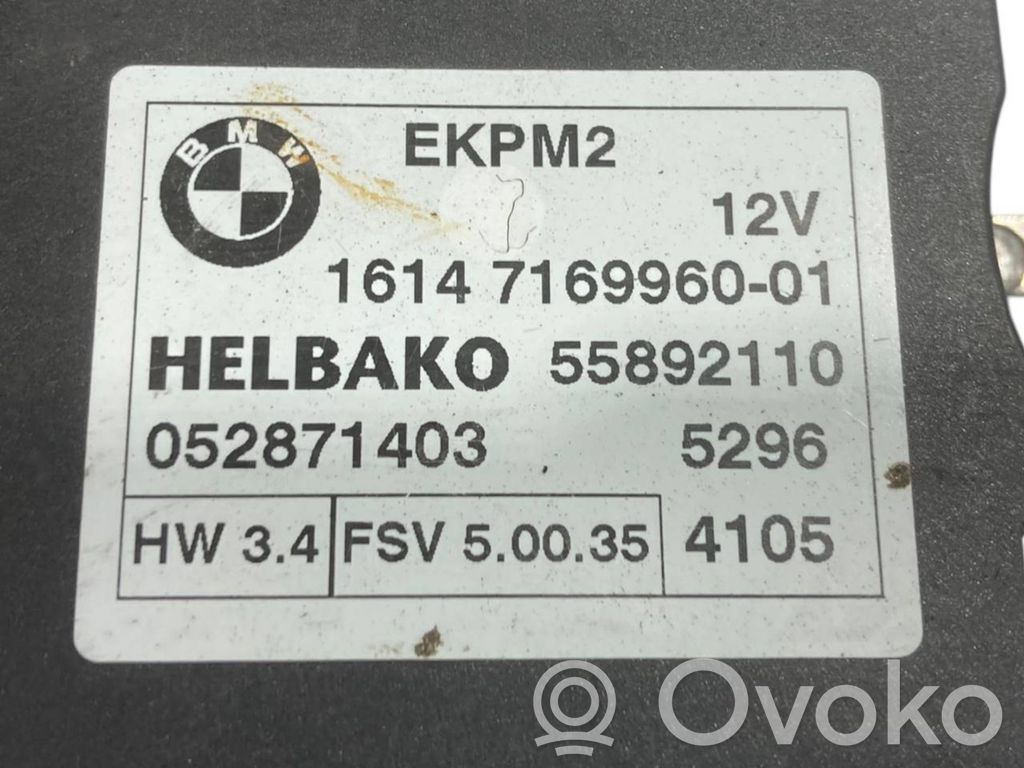 BMW
EKPM2
12V
1614 7169960-01
HELBAKO 55892110
052871403 5296
HW 3.4 FSV 5.00.35 4105
Ovoko